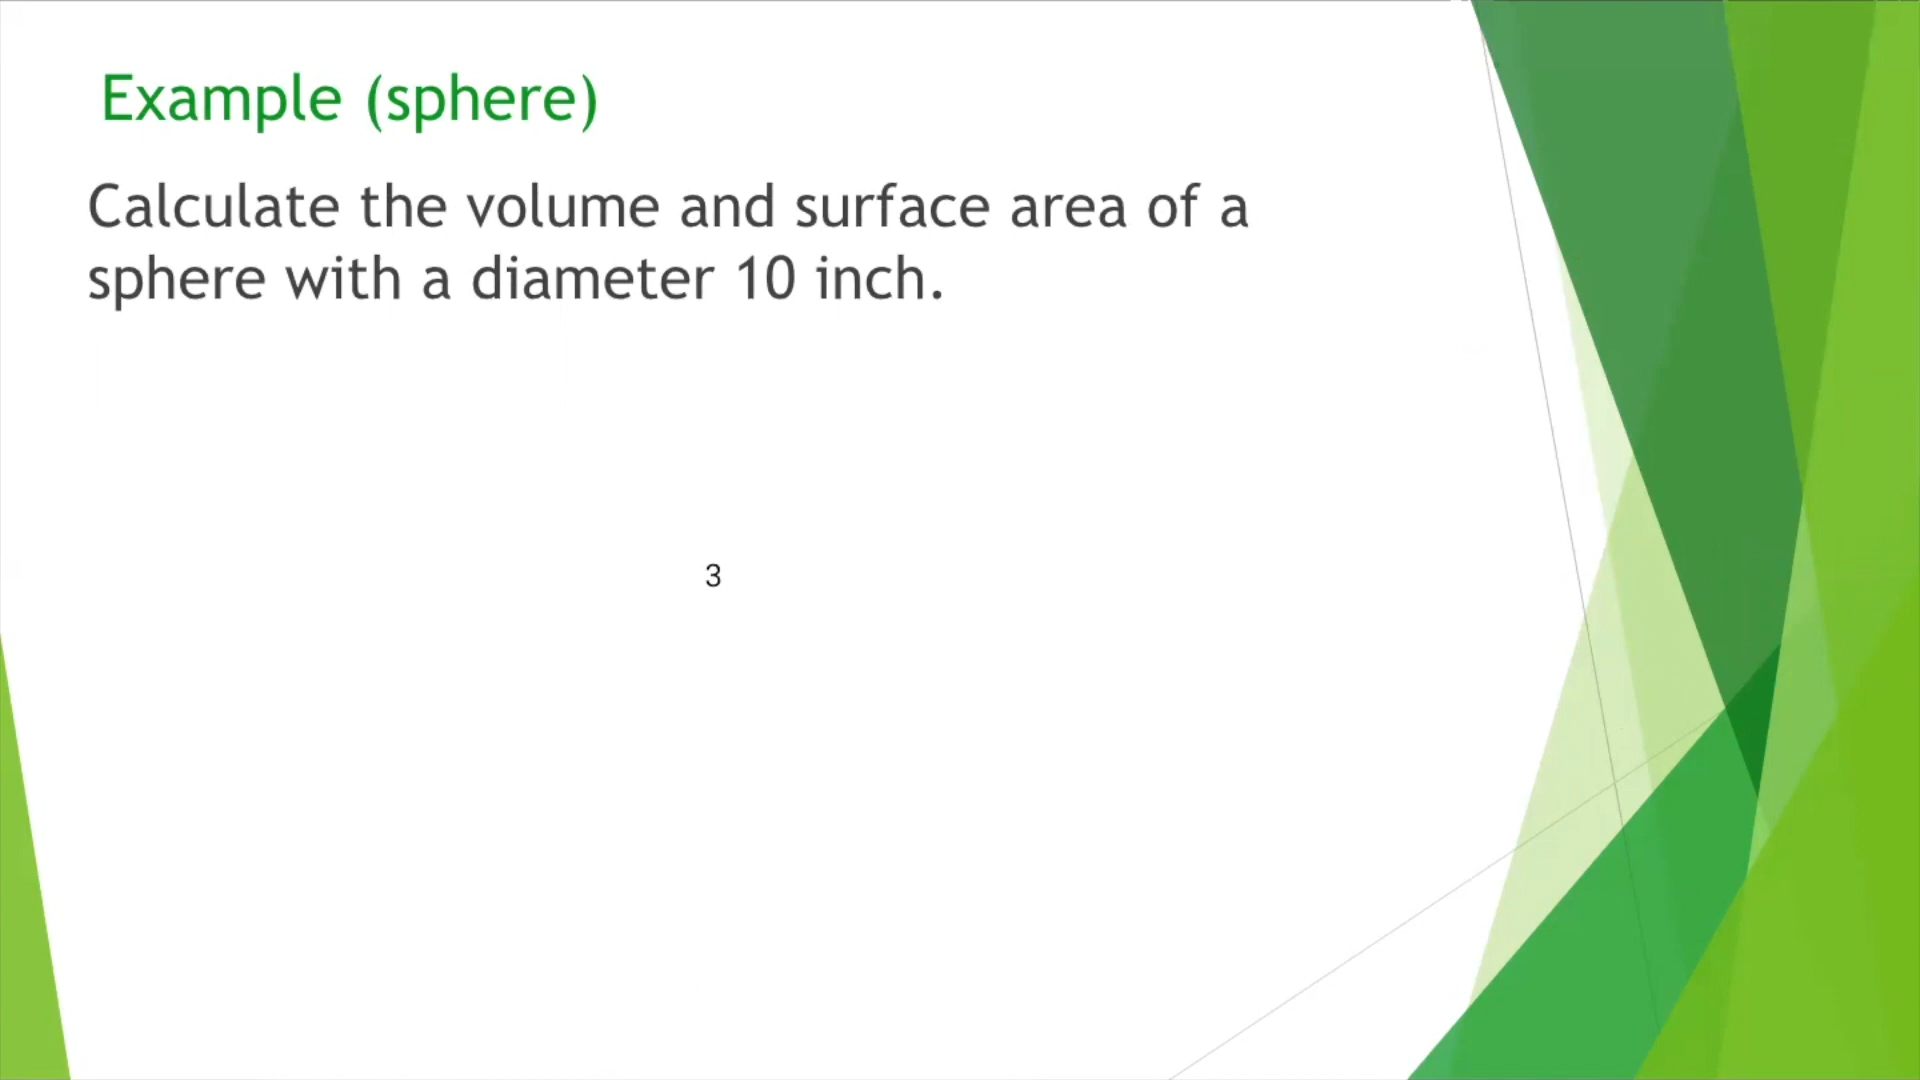 Example (sphere)
Calculate the volume and surface area of a
sphere with a diameter 10 inch.
3